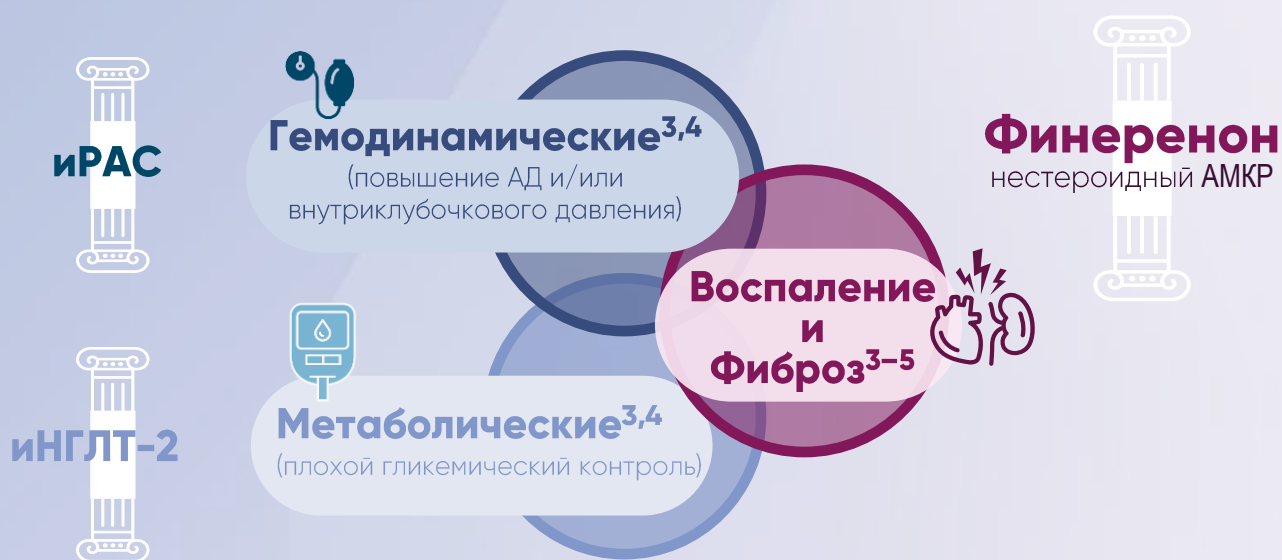 иРАС
Гемодинамические³,⁴
(повышение АД и/или
внутриклубочкового давления)
Финеренон
нестероидный АМКР
Воспаление
и
Фиброз³⁻⁵
иНГЛТ-2
Метаболические³,⁴
(плохой гликемический контроль)